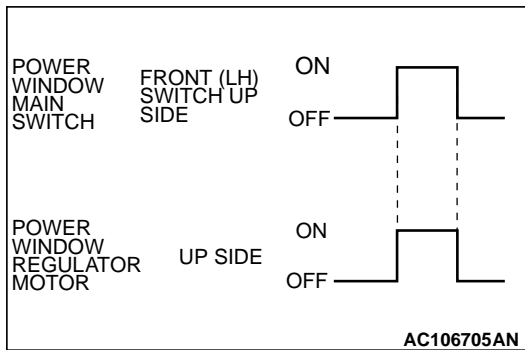 POWER
WINDOW
MAIN
SWITCH
FRONT (LH)
SWITCH UP
SIDE
ON
OFF
POWER
WINDOW
REGULATOR
MOTOR
UP SIDE
ON
OFF
AC106705AN